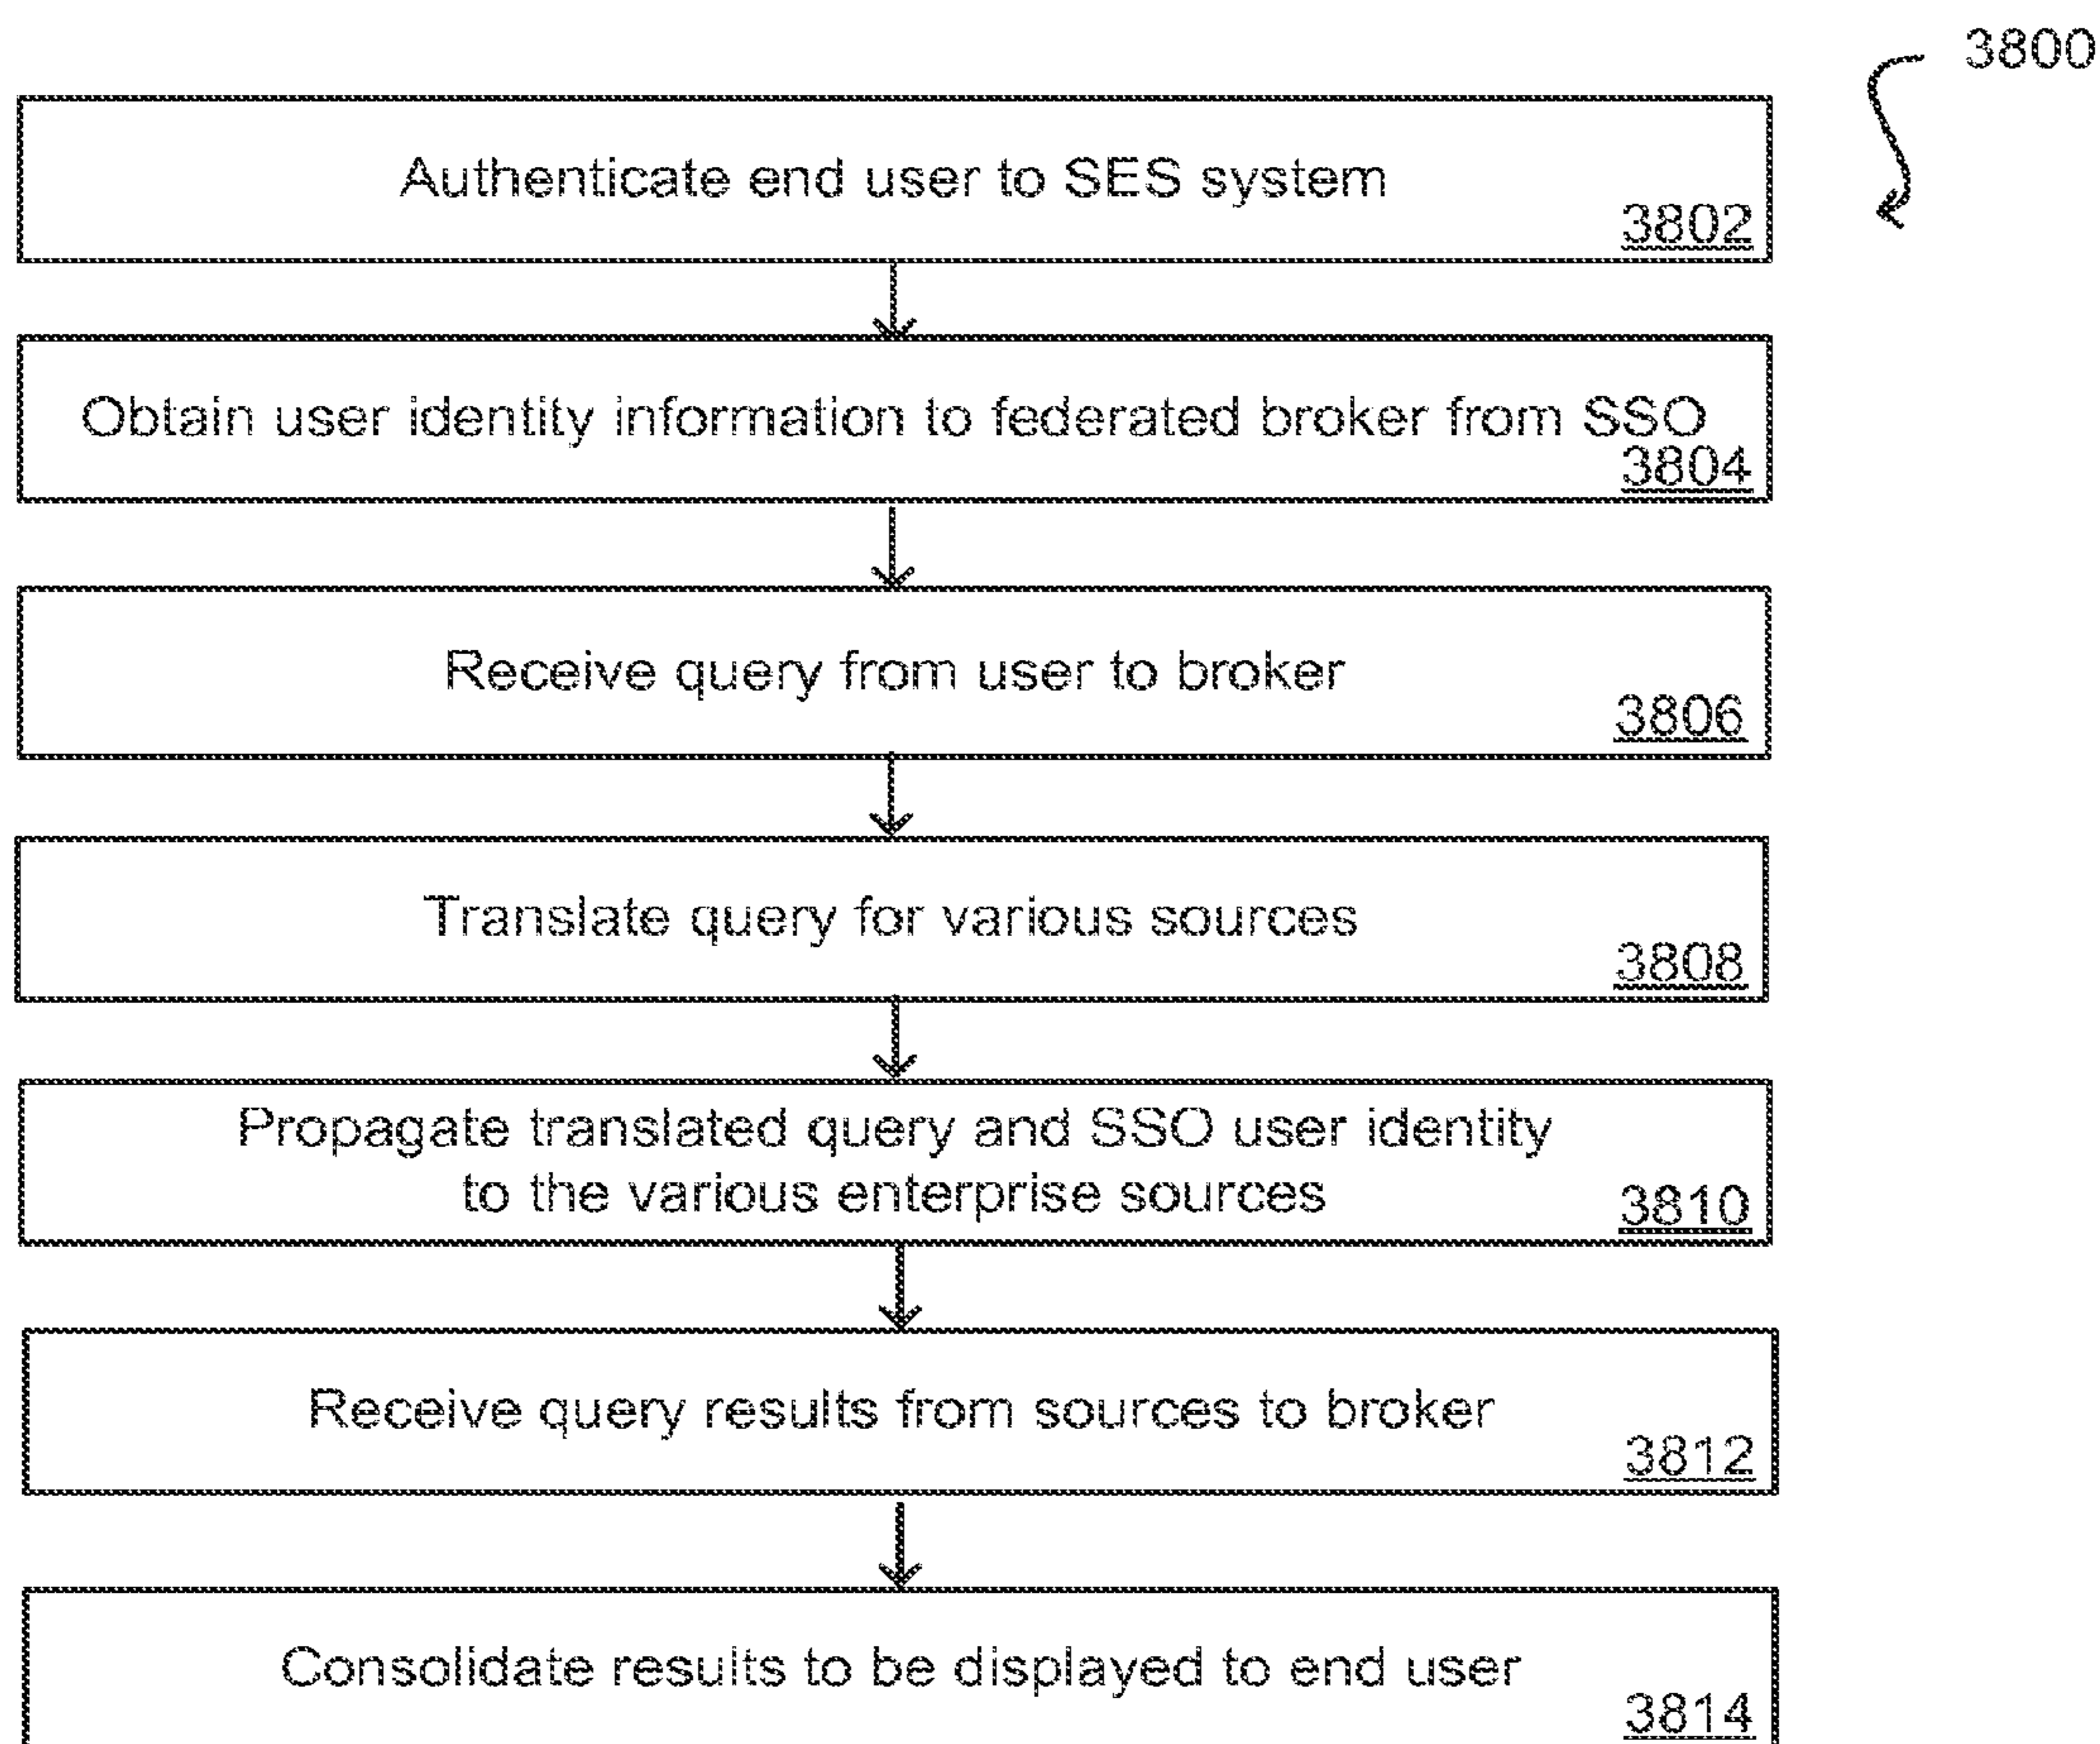 3800
Authenticate end user to SES system
3802
Obtain user identity information to federated broker from SSO
3804
Receive query from user to broker
3806
Translate query for various sources
3808
Propagate translated query and SSO user identity
to the various enterprise sources
3810
Receive query results from sources to broker
3812
Consolidate results to be displayed to end user
3814